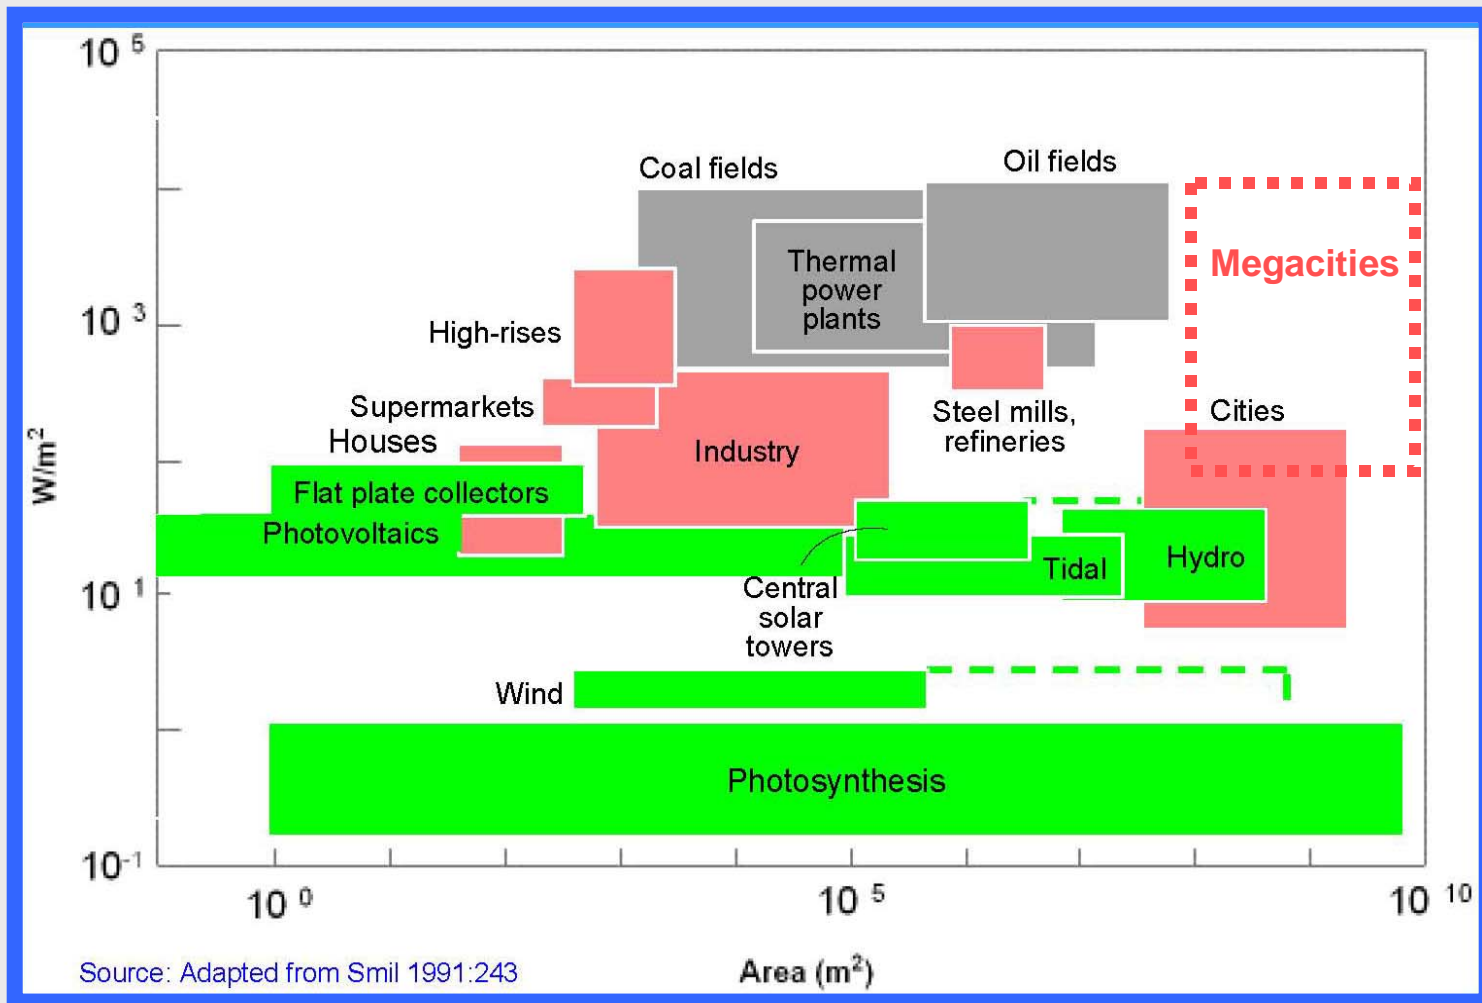 10 5
Coal fields
Oil fields
Thermal
power
plants
Megacities
10 3
High-rises
Supermarkets
Houses
Industry
Steel mills,
refineries
Cities
W/m2
Flat plate collectors
Photovoltaics
Central
solar
towers
Tidal
Hydro
10 1
Wind
Photosynthesis
10-1
10 0
10 5
10 10
Source: Adapted from Smil 1991:243
Area (m2)